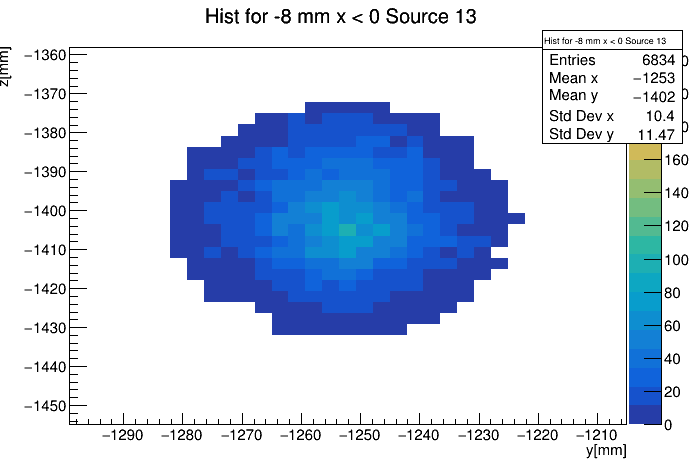 Hist for -8 mm x < 0 Source 13
Hist for -8 mm x < 0 Source 13
Entries 6834
Mean x −1253
Mean y −1402
Std Dev x 10.4
Std Dev y 11.47
z[mm]
−1360
−1370
−1380
−1390
−1400
−1410
−1420
−1430
−1440
−1450
160
140
120
100
80
60
40
20
0
−1290 −1280 −1270 −1260 −1250 −1240 −1230 −1220 −1210
y[mm]